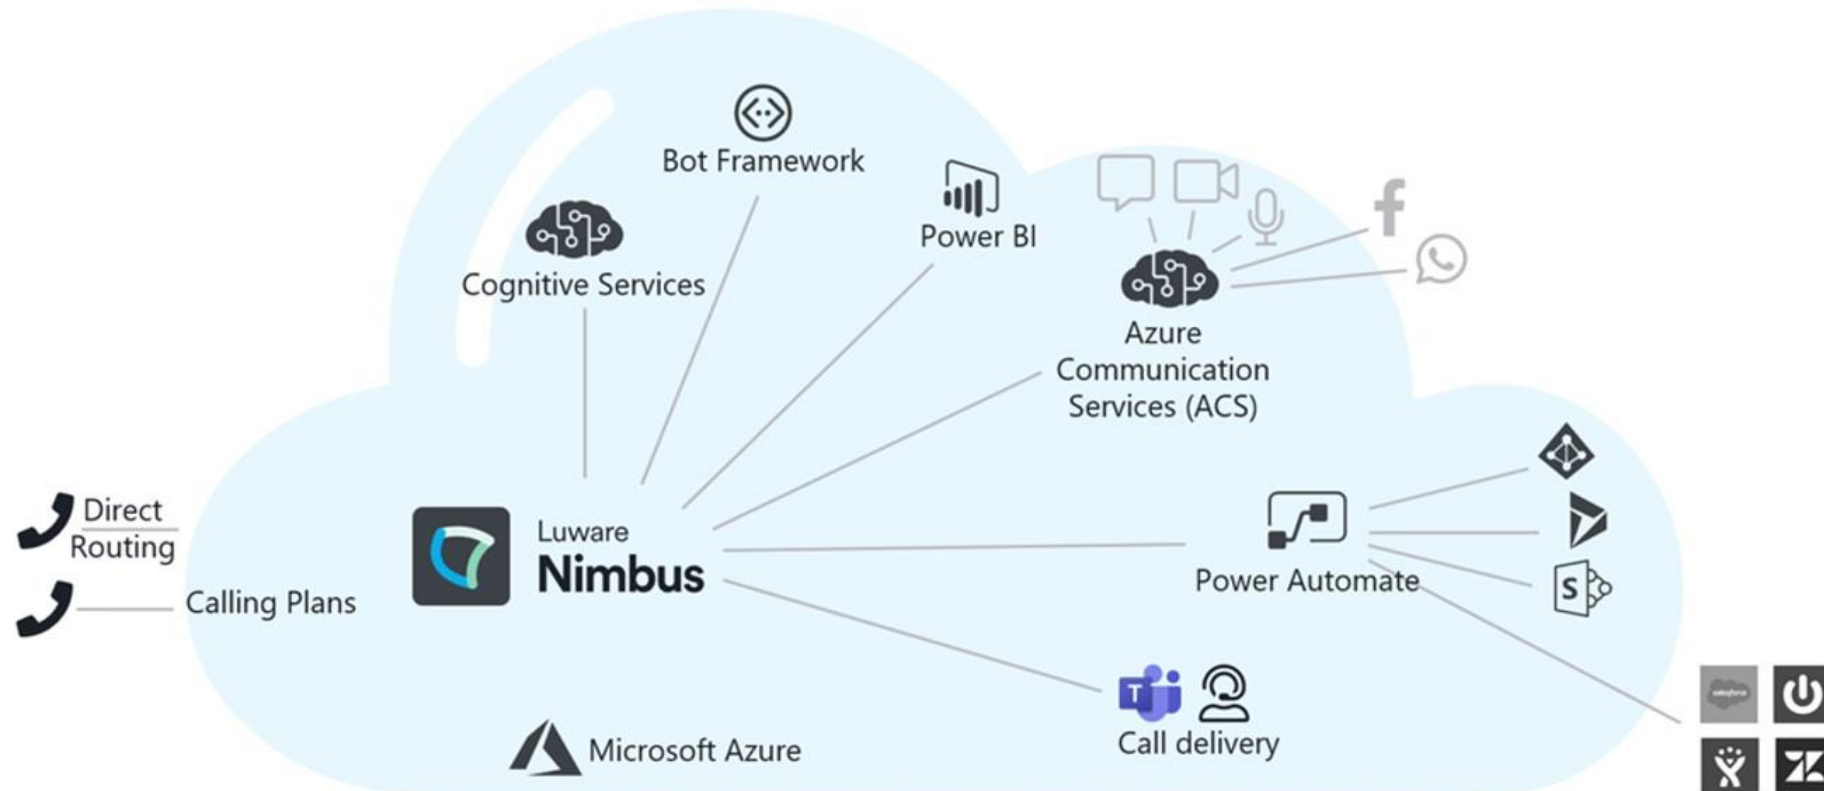 Bot Framework
Power BI
Cognitive Services
Azure
Communication
Services (ACS)
Direct
Routing
Luware
Nimbus
Calling Plans
Power Automate
S
T
Call delivery
salesforce
Microsoft Azure